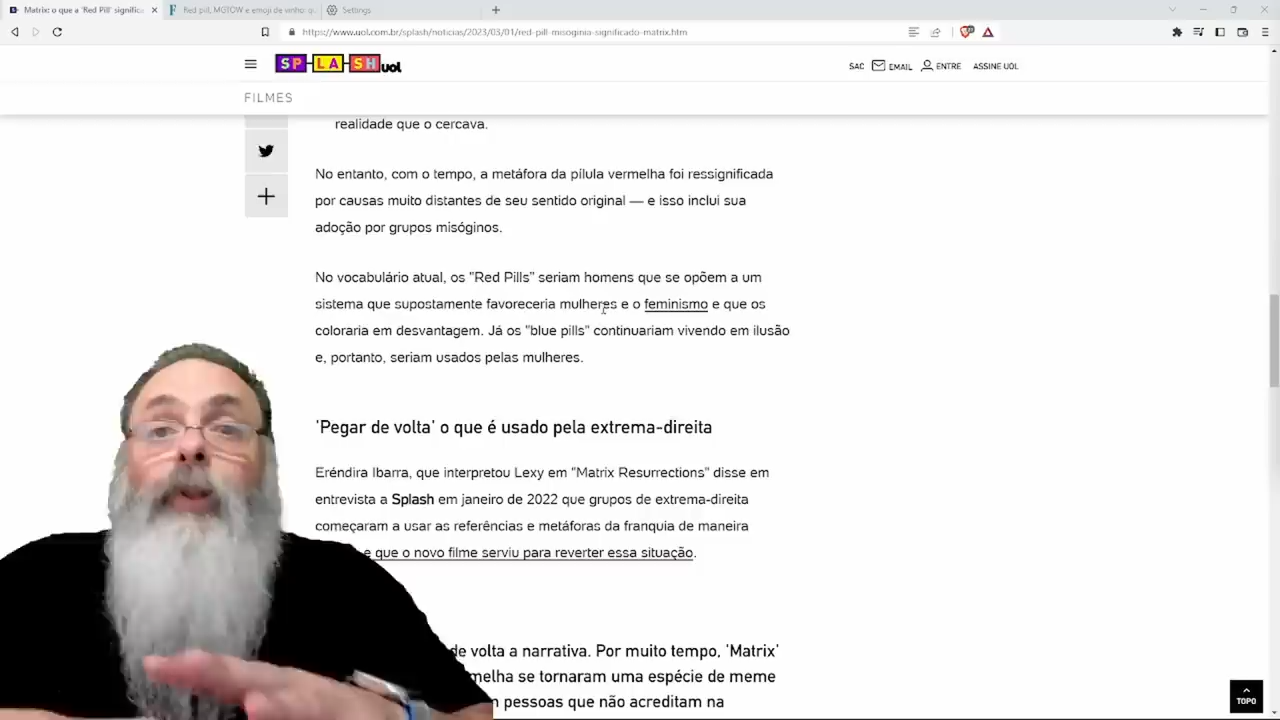 Matrix: o que a 'Red Pill' signific
Red pill, MGTOW e emoji de vinho: q
Settings
https://www.uol.com.br/splash/noticias/2023/03/01/red-pill-misoginia-significado-matrix.htm
SPLASH uol
SAC EMAIL ENTRE ASSINE UOL
FILMES
realidade que o cercava.
No entanto, com o tempo, a metáfora da pílula vermelha foi ressignificada
por causas muito distantes de seu sentido original — e isso inclui sua
adoção por grupos misóginos.
No vocabulário atual, os "Red Pills" seriam homens que se opõem a um
sistema que supostamente favoreceria mulheres e o feminismo e que os
coloraria em desvantagem. Já os "blue pills" continuariam vivendo em ilusão
e, portanto, seriam usados pelas mulheres.
'Pegar de volta' o que é usado pela extrema-direita
Eréndira Ibarra, que interpretou Lexy em "Matrix Resurrections" disse em
entrevista a Splash em janeiro de 2022 que grupos de extrema-direita
começaram a usar as referências e metáforas da franquia de maneira
e que o novo filme serviu para reverter essa situação.
de volta a narrativa. Por muito tempo, 'Matrix'
melha se tornaram uma espécie de meme
pessoas que não acreditam na
TOPO